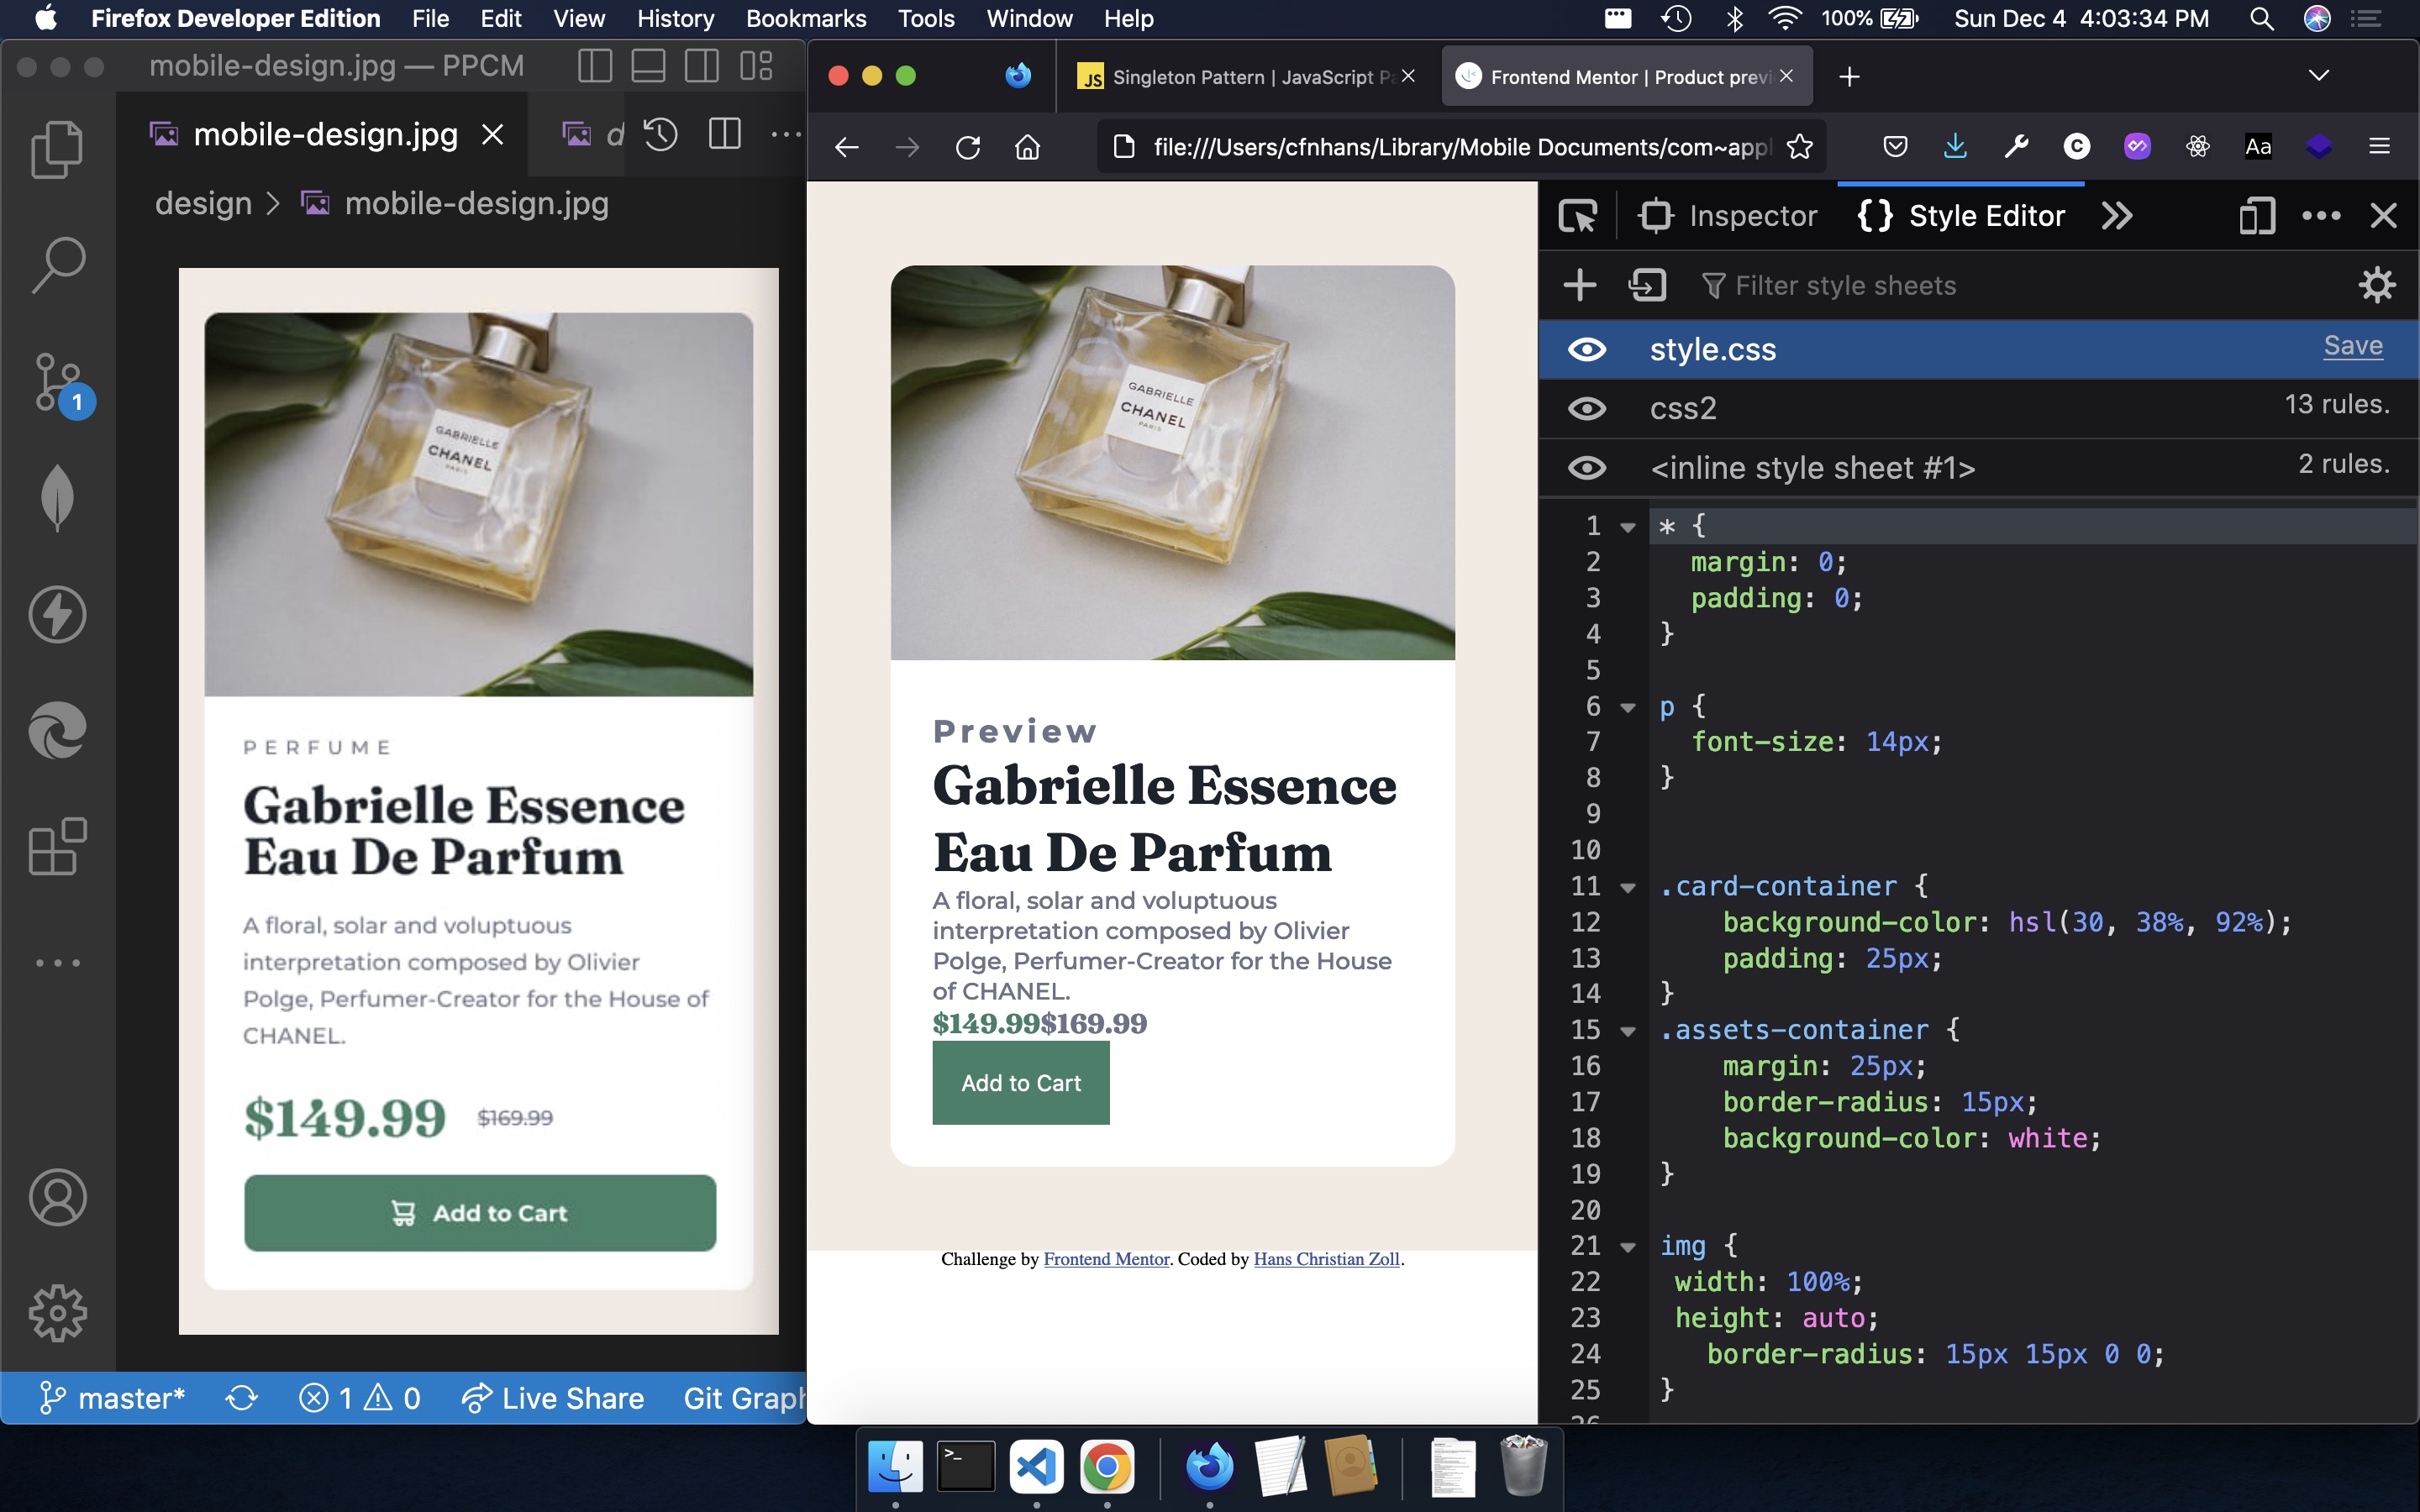 Firefox Developer Edition File Edit View History Bookmarks Tools Window Help 100% Sun Dec 4 4:03:34 PM
mobile-design.jpg — PPCM
mobile-design.jpg
design > mobile-design.jpg
1
GABRIELLE
CHANEL
PARIS
PERFUME
Gabrielle Essence
Eau De Parfum
A floral, solar and voluptuous
interpretation composed by Olivier
Polge, Perfumer-Creator for the House of
CHANEL.
$149.99 $169.99
Add to Cart
master* 1 0 Live Share Git Graph
JS Singleton Pattern | JavaScript Pa
Frontend Mentor | Product previ
file:///Users/cfnhans/Library/Mobile Documents/com~appl
C
Aa
GABRIELLE
CHANEL
PARIS
Preview
Gabrielle Essence
Eau De Parfum
A floral, solar and voluptuous
interpretation composed by Olivier
Polge, Perfumer-Creator for the House
of CHANEL.
$149.99$169.99
Add to Cart
Challenge by Frontend Mentor. Coded by Hans Christian Zoll.
Inspector {} Style Editor
Filter style sheets
style.css Save
css2 13 rules.
<inline style sheet #1> 2 rules.
1 * {
2 margin: 0;
3 padding: 0;
4 }
5
6 p {
7 font-size: 14px;
8 }
9
10
11 .card-container {
12 background-color: hsl(30, 38%, 92%);
13 padding: 25px;
14 }
15 .assets-container {
16 margin: 25px;
17 border-radius: 15px;
18 background-color: white;
19 }
20
21 img {
22 width: 100%;
23 height: auto;
24 border-radius: 15px 15px 0 0;
25 }